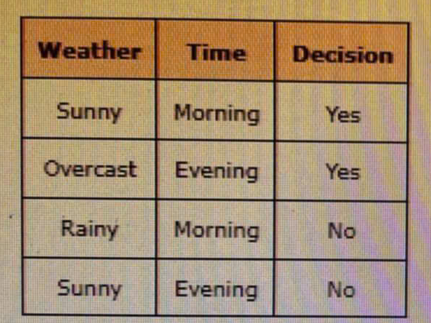 Weather Time Decision
Sunny Morning Yes
Overcast Evening Yes
Rainy Morning No
Sunny Evening No